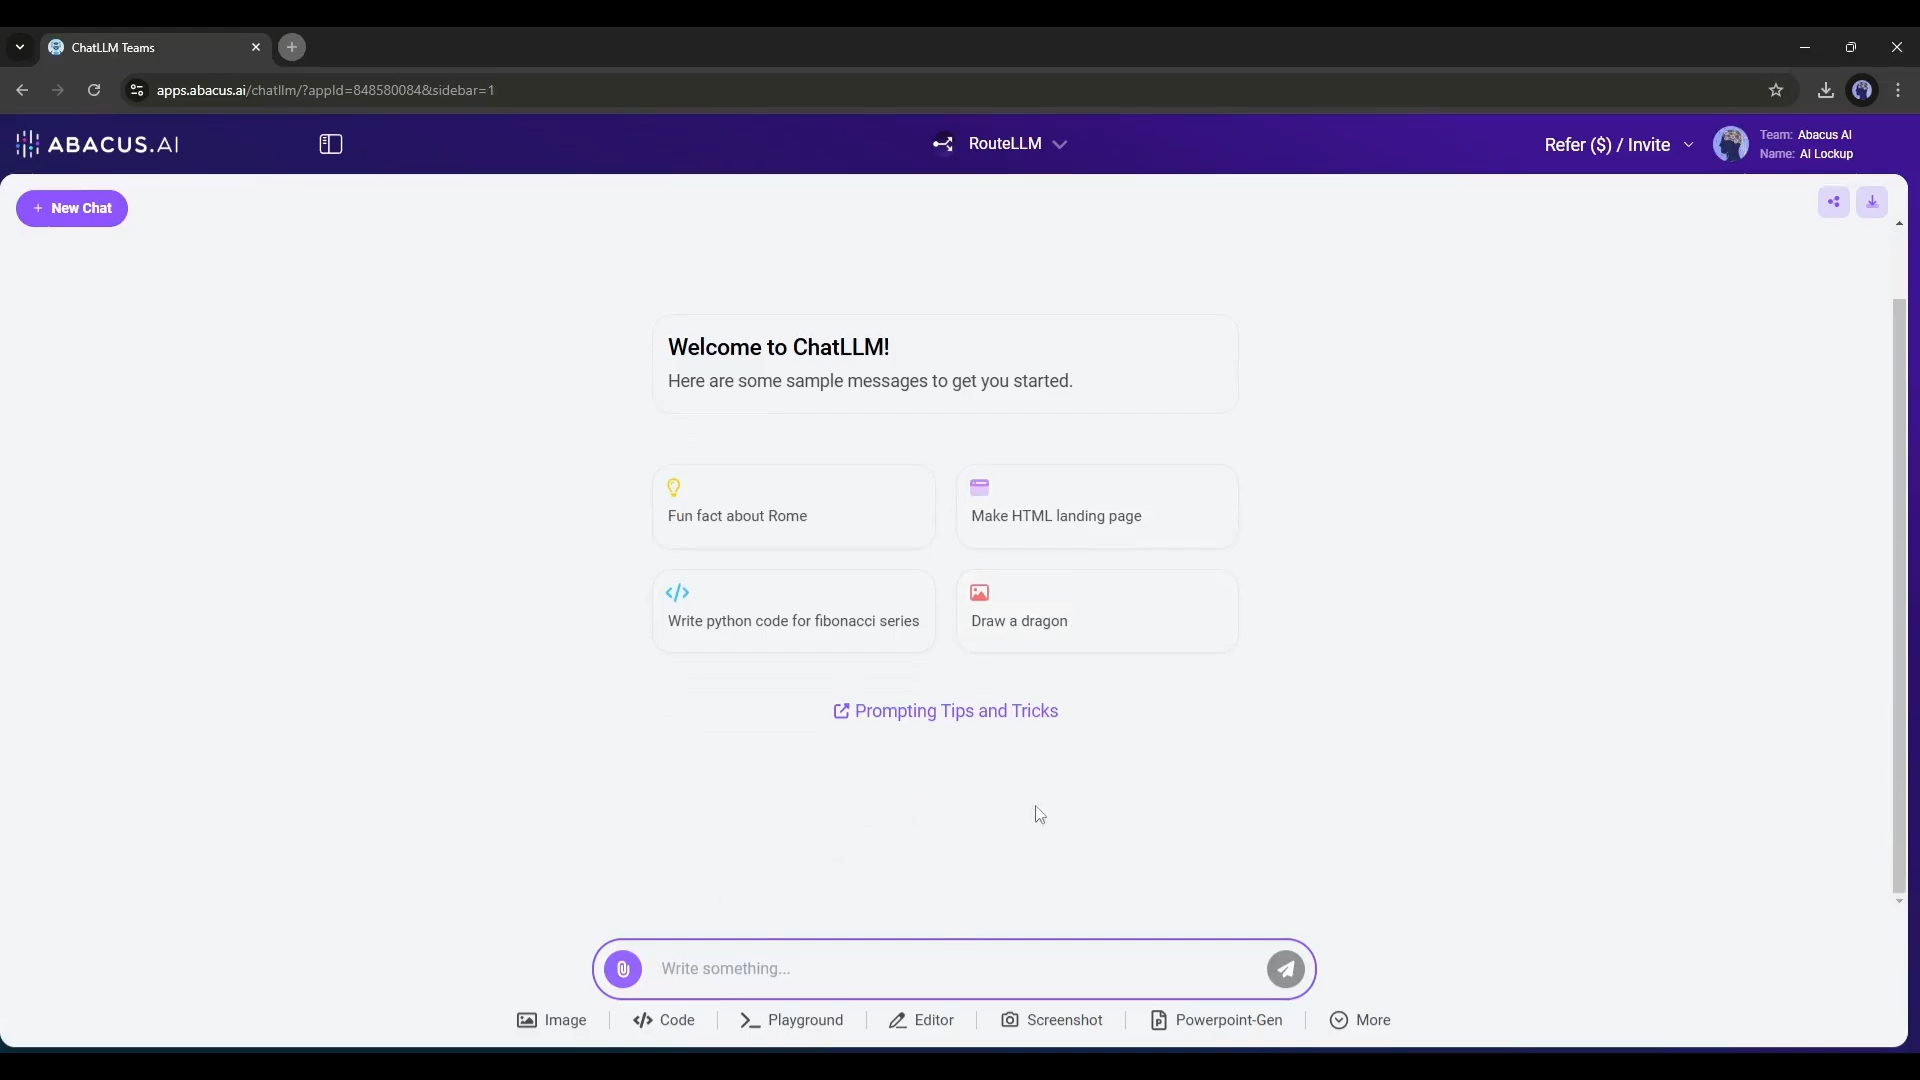 ChatLLM Teams
apps.abacus.ai/chatllm/?appId=848580084&sidebar=1
ABACUS.AI
RouteLLM
Refer ($) / Invite
Team: Abacus AI
Name: AI Lockup
+ New Chat
Welcome to ChatLLM!
Here are some sample messages to get you started.
Fun fact about Rome
Make HTML landing page
Write python code for fibonacci series
Draw a dragon
Prompting Tips and Tricks
Write something...
Image
Code
Playground
Editor
Screenshot
Powerpoint-Gen
More